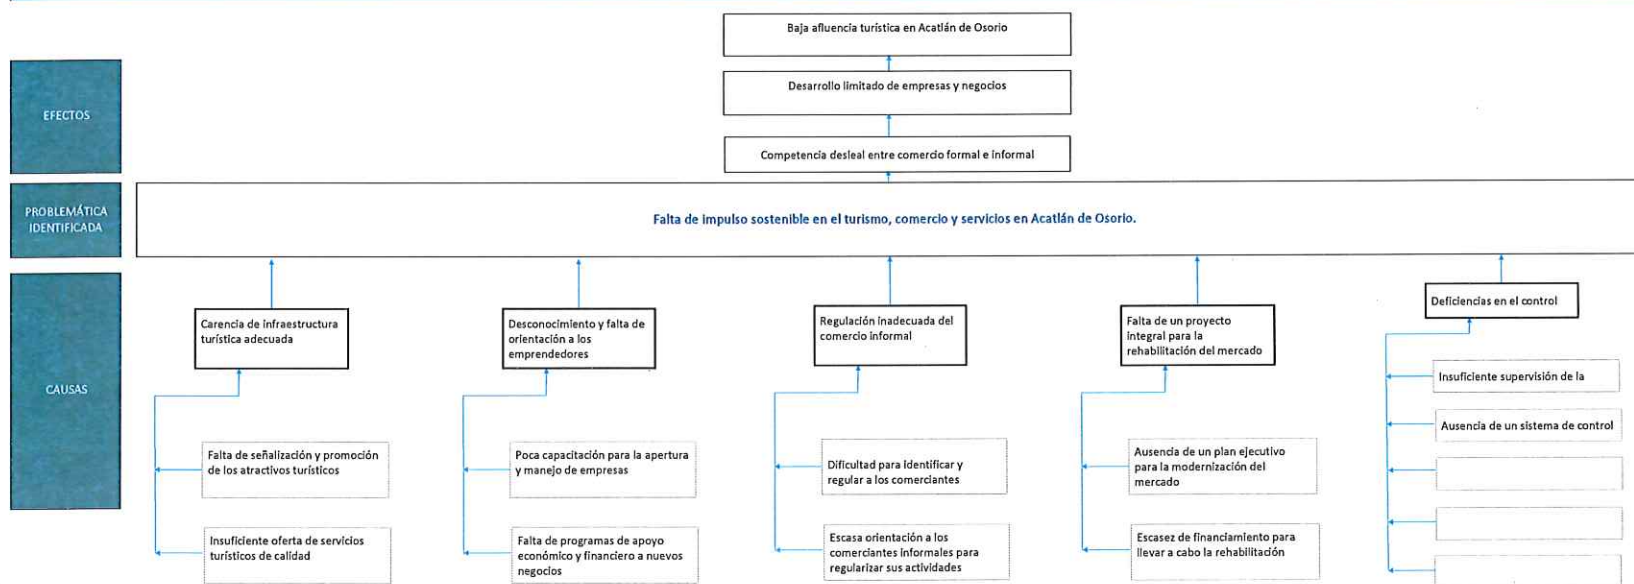 Baja afluencia turística en Acatlán de Osorio
EFECTOS
Desarrollo limitado de empresas y negocios
Competencia desleal entre comercio formal e informal
PROBLEMÁTICA
IDENTIFICADA
Falta de impulso sostenible en el turismo, comercio y servicios en Acatlán de Osorio.
CAUSAS
Carencia de infraestructura
turística adecuada
Falta de señalización y promoción
de los atractivos turísticos
Insuficiente oferta de servicios
turísticos de calidad
Desconocimiento y falta de
orientación a los
emprendedores
Poca capacitación para la apertura
y manejo de empresas
Falta de programas de apoyo
económico y financiero a nuevos
negocios
Regulación inadecuada del
comercio informal
Dificultad para identificar y
regular a los comerciantes
Escasa orientación a los
comerciantes informales para
regularizar sus actividades
Falta de un proyecto
integral para la
rehabilitación del mercado
Ausencia de un plan ejecutivo
para la modernización del
mercado
Escasez de financiamiento para
llevar a cabo la rehabilitación
Deficiencias en el control
Insuficiente supervisión de la
Ausencia de un sistema de control